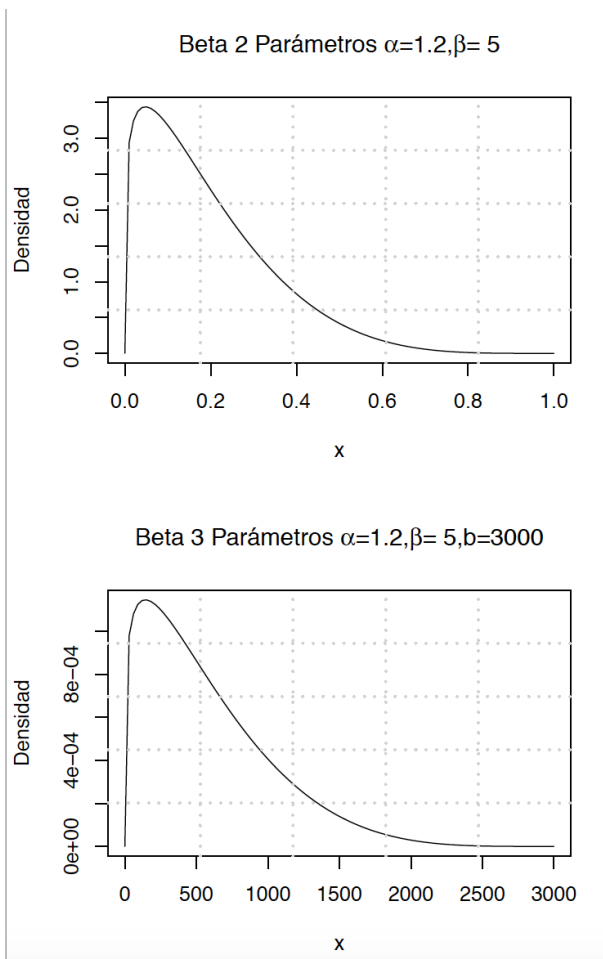 Beta 2 Parámetros α=1.2,β= 5
Densidad
0.0 1.0 2.0 3.0
0.0 0.2 0.4 0.6 0.8 1.0
x
Beta 3 Parámetros α=1.2,β= 5,b=3000
Densidad
0e+00 4e−04 8e−04
0 500 1000 1500 2000 2500 3000
x